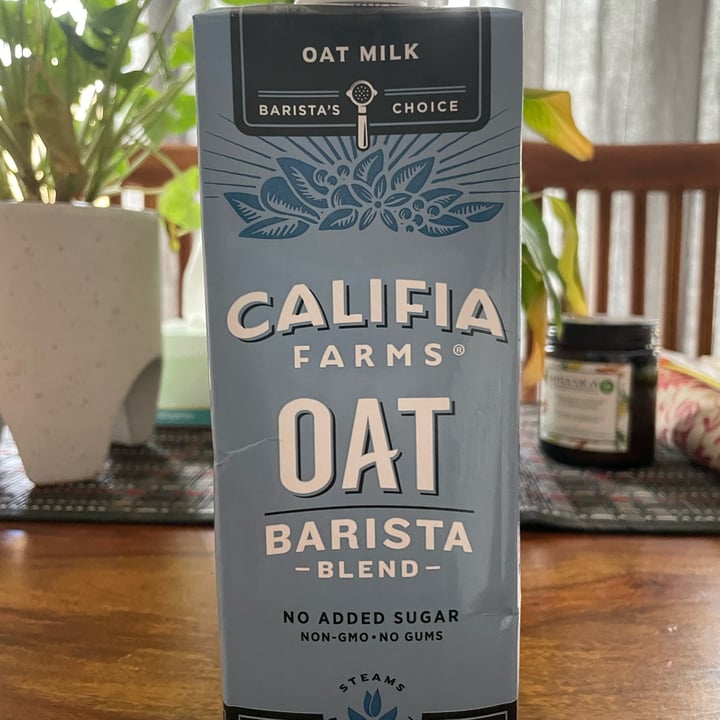 OAT MILK
BARISTA'S CHOICE
CALIFIA
FARMS®
OAT
BARISTA
-BLEND-
NO ADDED SUGAR
NON-GMO•NO GUMS
STEAMS